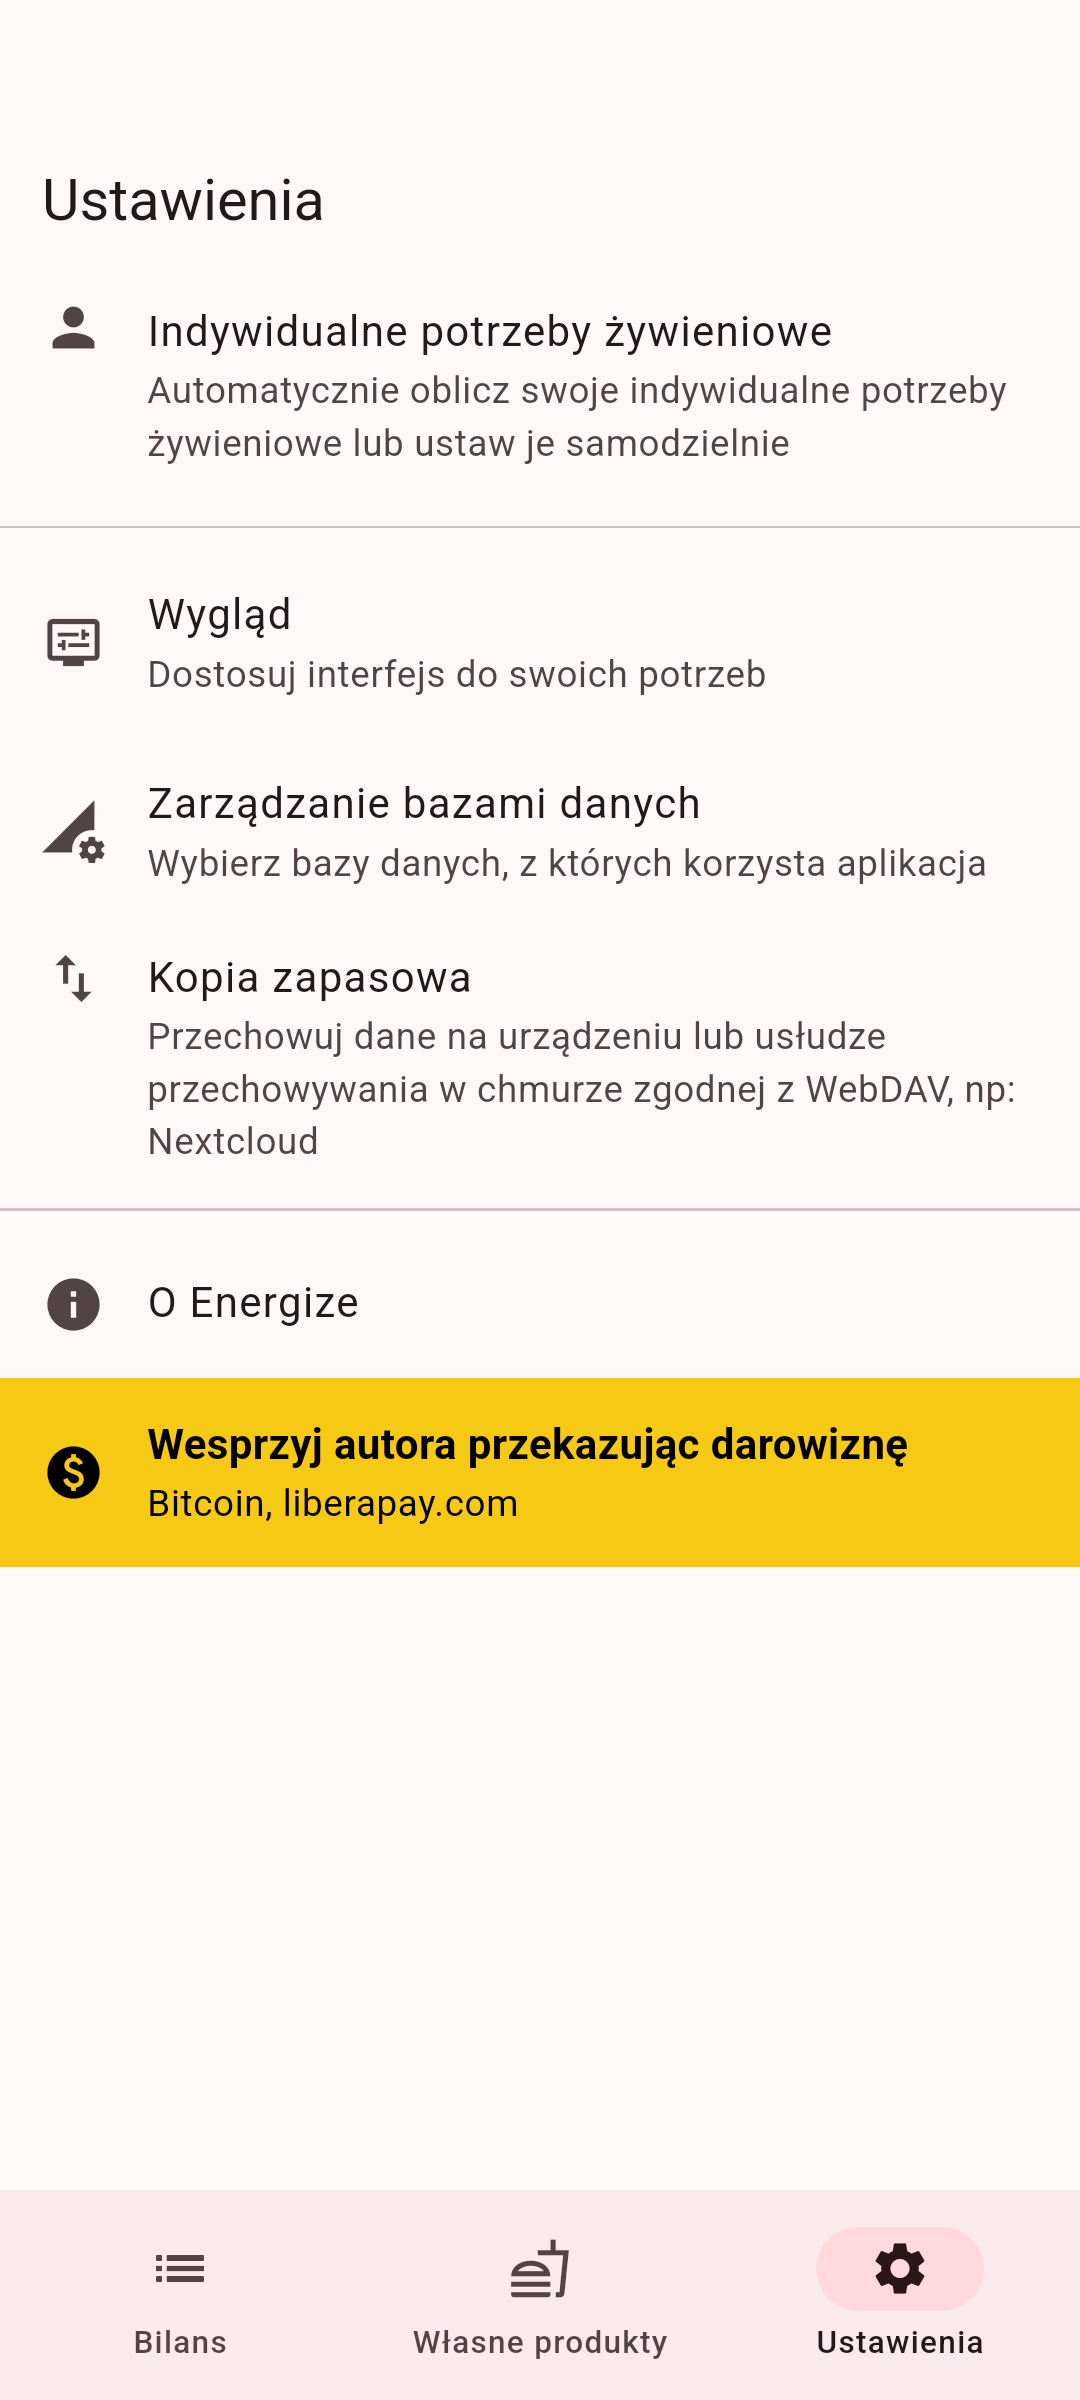 Ustawienia
Indywidualne potrzeby żywieniowe
Automatycznie oblicz swoje indywidualne potrzeby
żywieniowe lub ustaw je samodzielnie
Wygląd
Dostosuj interfejs do swoich potrzeb
Zarządzanie bazami danych
Wybierz bazy danych, z których korzysta aplikacja
Kopia zapasowa
Przechowuj dane na urządzeniu lub usłudze
przechowywania w chmurze zgodnej z WebDAV, np:
Nextcloud
O Energize
Wesprzyj autora przekazując darowiznę
Bitcoin, liberapay.com
Bilans
Własne produkty
Ustawienia